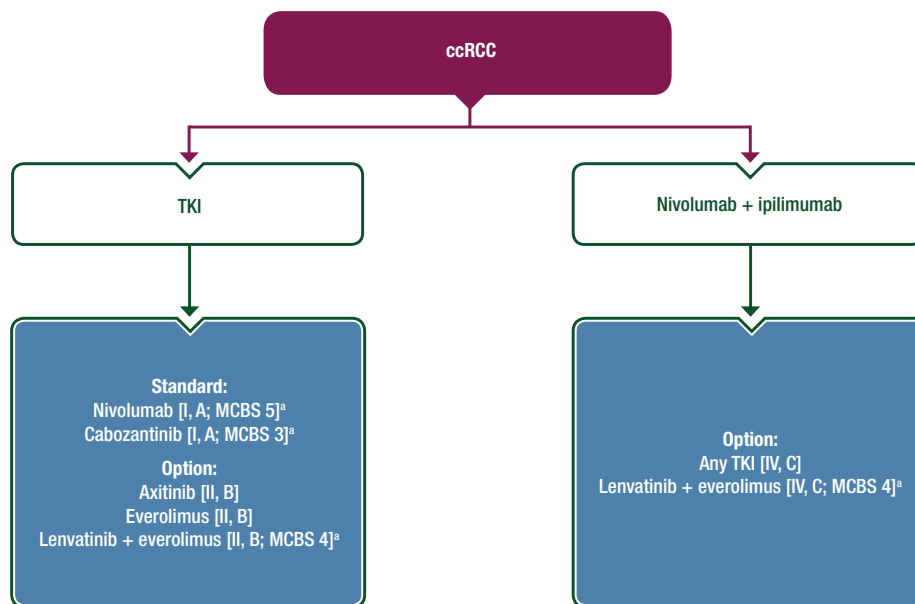 ccRCC
TKI
Nivolumab + ipilimumab
Standard:
Nivolumab [I, A; MCBS 5]ᵃ
Cabozantinib [I, A; MCBS 3]ᵃ
Option:
Axitinib [II, B]
Everolimus [II, B]
Lenvatinib + everolimus [II, B; MCBS 4]ᵃ
Option:
Any TKI [IV, C]
Lenvatinib + everolimus [IV, C; MCBS 4]ᵃ